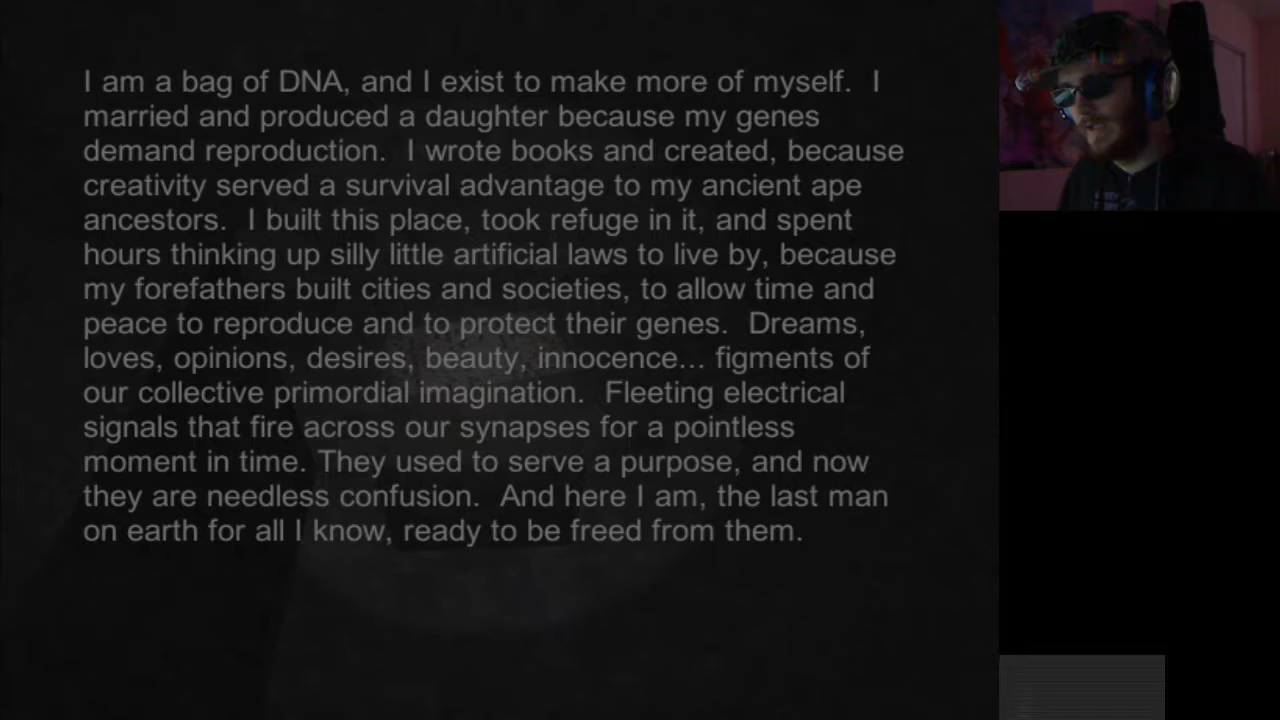 I am a bag of DNA, and I exist to make more of myself.  I
married and produced a daughter because my genes
demand reproduction.  I wrote books and created, because
creativity served a survival advantage to my ancient ape
ancestors.  I built this place, took refuge in it, and spent
hours thinking up silly little artificial laws to live by, because
my forefathers built cities and societies, to allow time and
peace to reproduce and to protect their genes.  Dreams,
loves, opinions, desires, beauty, innocence... figments of
our collective primordial imagination.  Fleeting electrical
signals that fire across our synapses for a pointless
moment in time. They used to serve a purpose, and now
they are needless confusion.  And here I am, the last man
on earth for all I know, ready to be freed from them.